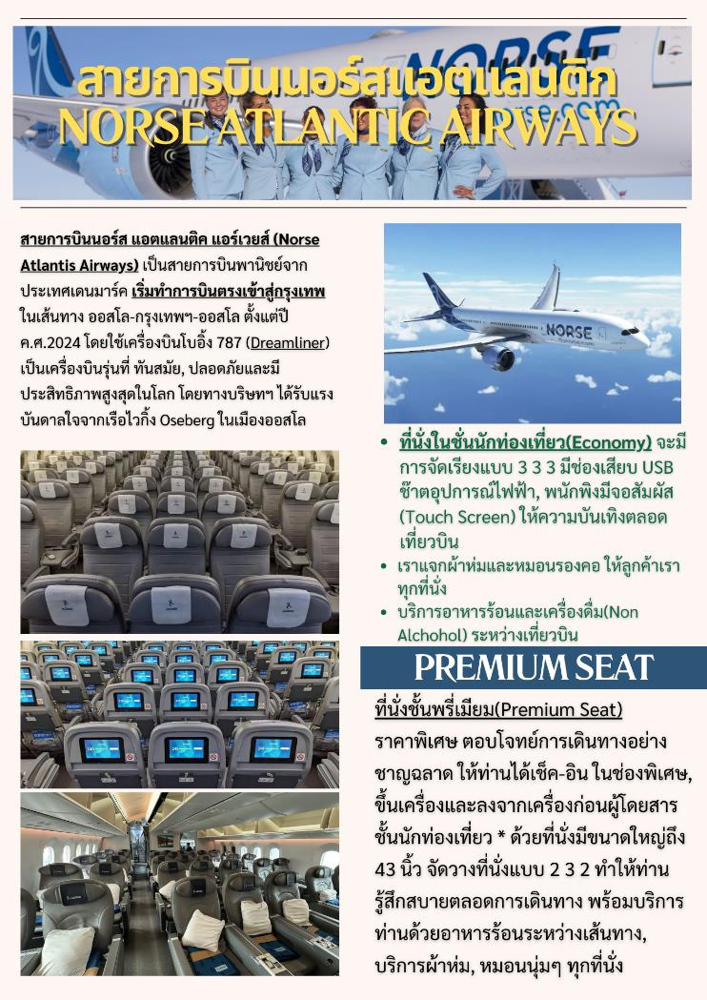 สายการบินนอร์สแอตแลนติก
NORSE ATLANTIC AIRWAYS
สายการบินนอร์ส แอตแลนติค แอร์เวยส์ (Norse
Atlantis Airways) เป็นสายการบินพานิชย์จาก
ประเทศเดนมาร์ค เริ่มทำการบินตรงเข้าสู่กรุงเทพ
ในเส้นทาง ออสโล-กรุงเทพฯ-ออสโล ตั้งแต่ปี
ค.ศ.2024 โดยใช้เครื่องบินโบอิ้ง 787 (Dreamliner)
เป็นเครื่องบินรุ่นที่ ทันสมัย, ปลอดภัยและมี
ประสิทธิภาพสูงสุดในโลก โดยทางบริษทฯ ได้รับแรง
บันดาลใจจากเรือไวกิ้ง Oseberg ในเมืองออสโล
NORSE
• ที่นั่งในชั่นนักท่องเที่ยว(Economy) จะมี
การจัดเรียงแบบ 3 3 3 มีช่องเสียบ USB
ช๊าตอุปการณ์ไฟฟ้า, พนักพิงมีจอสัมผัส
(Touch Screen) ให้ความบันเทิงตลอด
เที่ยวบิน
• เราแจกผ้าห่มและหมอนรองคอ ให้ลูกค้าเรา
ทุกที่นั่ง
• บริการอาหารร้อนและเครื่องดื่ม(Non
Alchohol) ระหว่างเที่ยวบิน
PREMIUM SEAT
ที่นั่งชั้นพรี่เมียม(Premium Seat)
ราคาพิเศษ ตอบโจทย์การเดินทางอย่าง
ชาญฉลาด ให้ท่านได้เช็ค-อิน ในช่องพิเศษ,
ขึ้นเครื่องและลงจากเครื่องก่อนผู้โดยสาร
ชั้นนักท่องเที่ยว * ด้วยที่นั่งมีขนาดใหญ่ถึง
43 นิ้ว จัดวางที่นั่งแบบ 2 3 2 ทำให้ท่าน
รู้สึกสบายตลอดการเดินทาง พร้อมบริการ
ท่านด้วยอาหารร้อนระหว่างเส้นทาง,
บริการผ้าห่ม, หมอนนุ่มๆ ทุกที่นั่ง